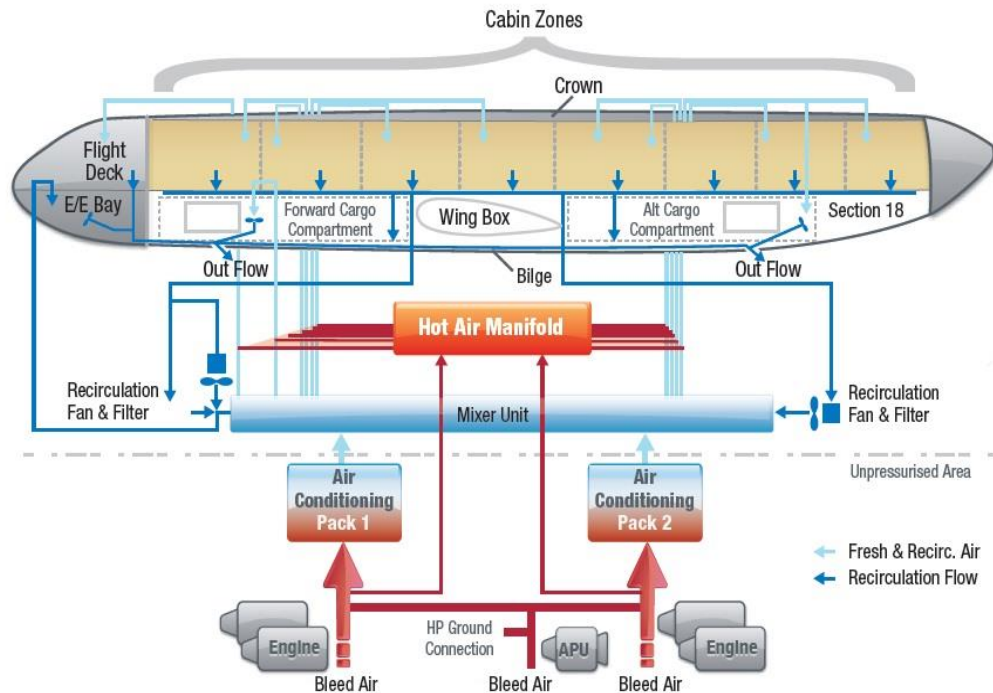 Cabin Zones
Crown
Flight
Deck
E/E Bay
Forward Cargo
Compartment
Wing Box
Alt Cargo
Compartment
Section 18
Out Flow
Bilge
Out Flow
Hot Air Manifold
Recirculation
Fan & Filter
Mixer Unit
Recirculation
Fan & Filter
Unpressurised Area
Air
Conditioning
Pack 1
Air
Conditioning
Pack 2
Fresh & Recirc. Air
Recirculation Flow
Engine
HP Ground
Connection
APU
Engine
Bleed Air
Bleed Air
Bleed Air